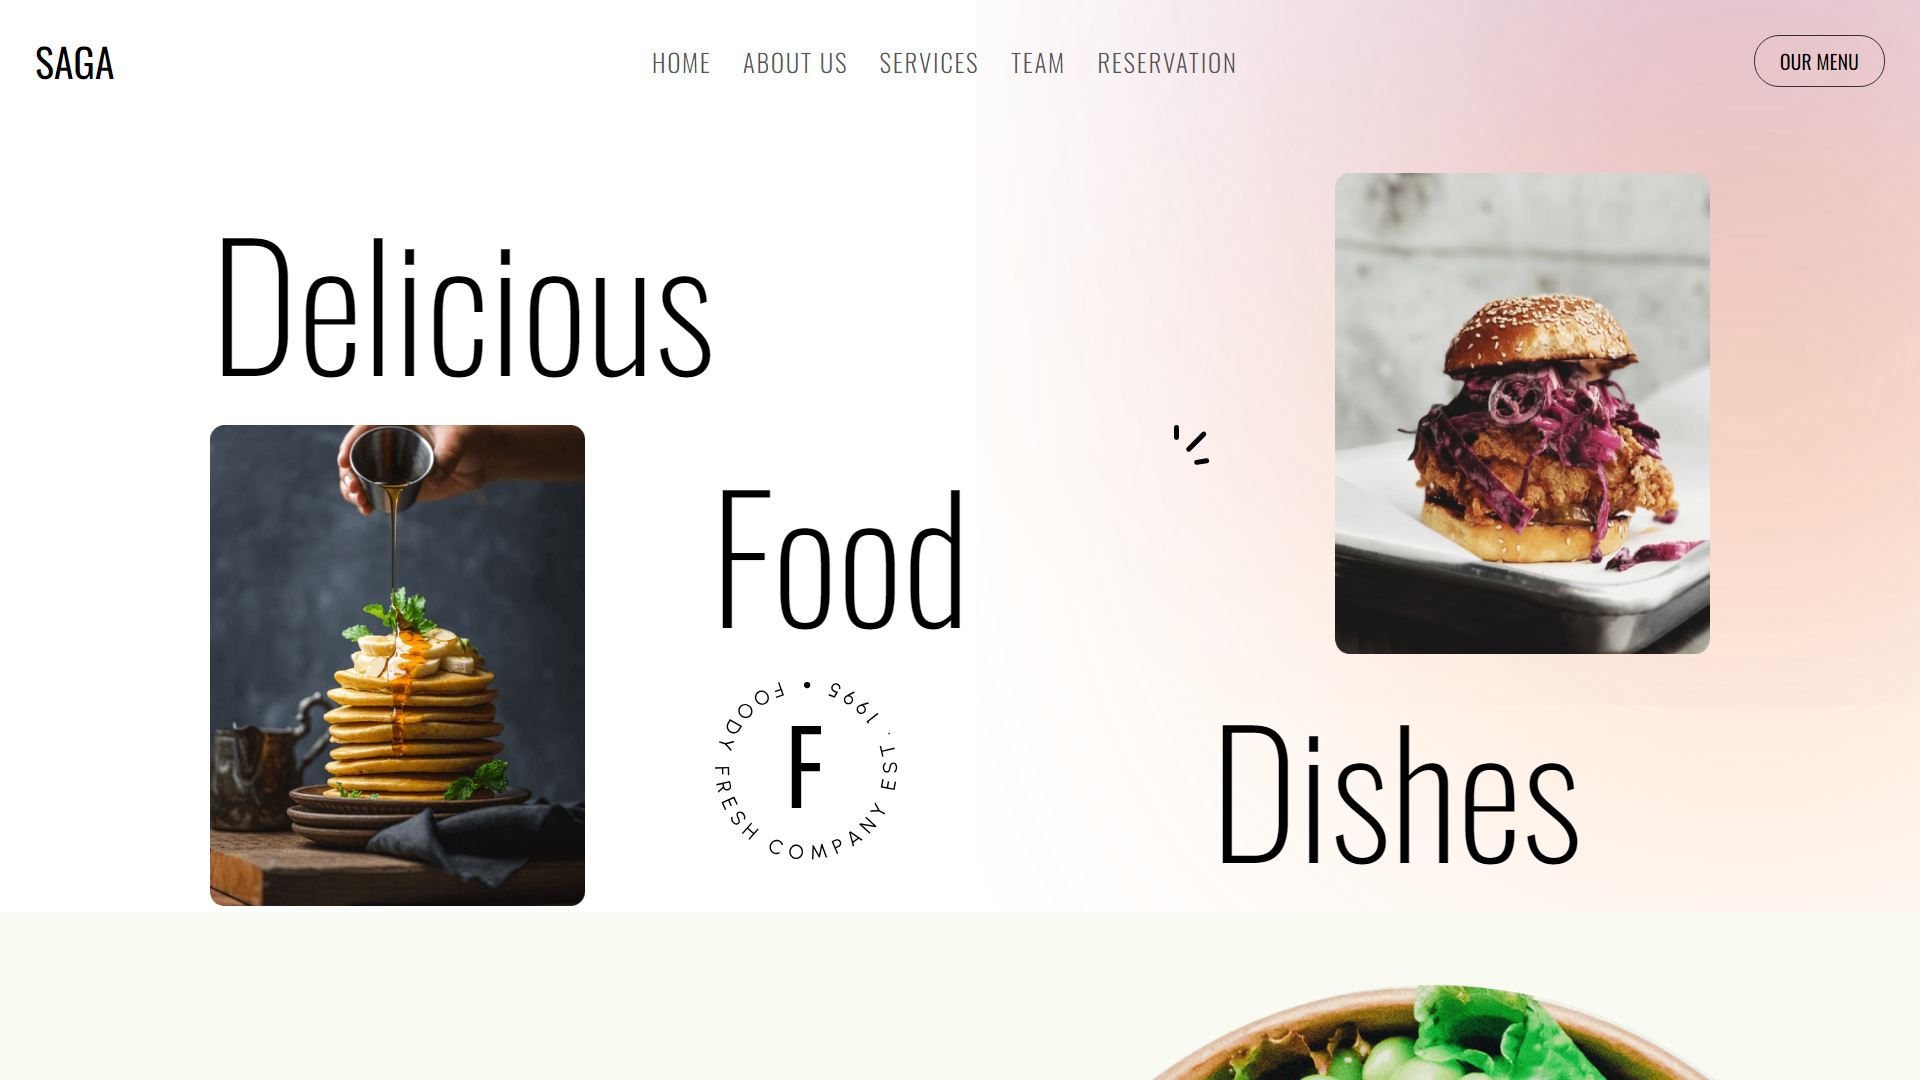 SAGA
HOME ABOUT US SERVICES TEAM RESERVATION
OUR MENU
Delicious
Food
FOODY FRESH COMPANY EST . 1995 •
F
Dishes